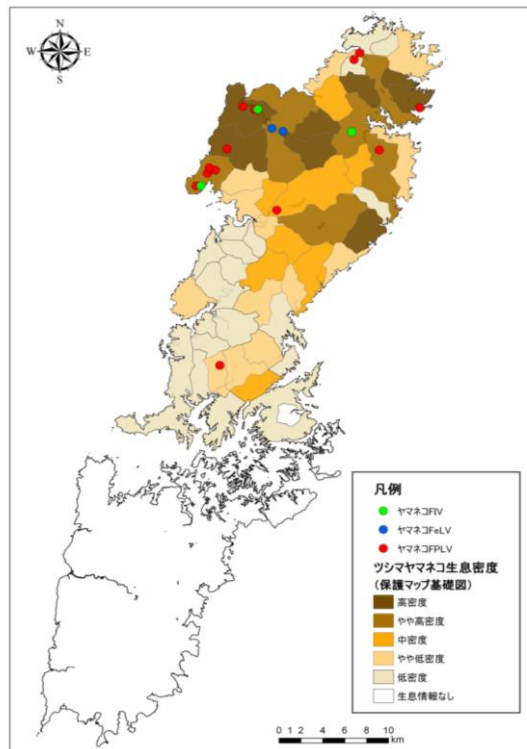 N
W E
S
凡例
ヤマネコFIV
ヤマネコFeLV
ヤマネコFPLV
ツシマヤマネコ生息密度
(保護マップ基礎図)
高密度
やや高密度
中密度
やや低密度
低密度
生息情報なし
0 1 2 4 6 8 10
km